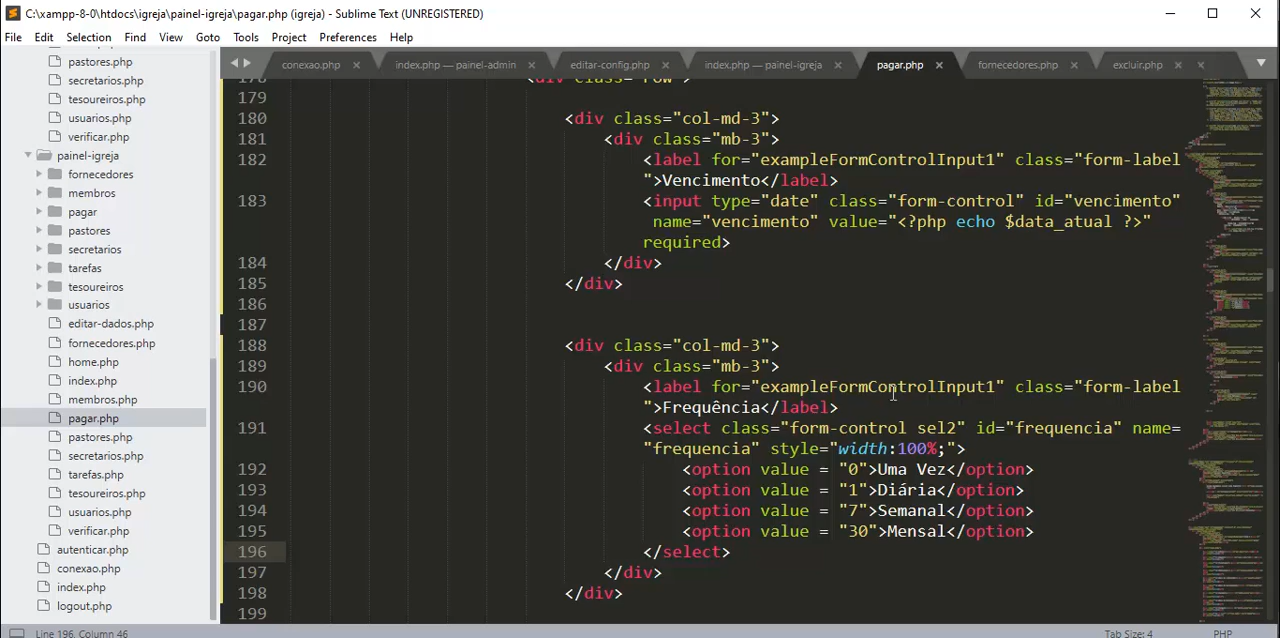 C:\xampp-8-0\htdocs\igreja\painel-igreja\pagar.php (igreja) - Sublime Text (UNREGISTERED)
File Edit Selection Find View Goto Tools Project Preferences Help
conexao.php × index.php — painel-admin × editar-config.php × index.php — painel-igreja × pagar.php × fornecedores.php × excluir.php × ×
pastores.php
secretarios.php
tesoureiros.php
usuarios.php
verificar.php
painel-igreja
fornecedores
membros
pagar
pastores
secretarios
tarefas
tesoureiros
usuarios
editar-dados.php
fornecedores.php
home.php
index.php
membros.php
pagar.php
pastores.php
secretarios.php
tarefas.php
tesoureiros.php
usuarios.php
verificar.php
autenticar.php
conexao.php
index.php
logout.php
178 <div class="row">
179
180 <div class="col-md-3">
181 <div class="mb-3">
182 <label for="exampleFormControlInput1" class="form-label
">Vencimento</label>
183 <input type="date" class="form-control" id="vencimento"
name="vencimento" value="<?php echo $data_atual ?>"
required>
184 </div>
185 </div>
186
187
188 <div class="col-md-3">
189 <div class="mb-3">
190 <label for="exampleFormControlInput1" class="form-label
">Frequência</label>
191 <select class="form-control sel2" id="frequencia" name=
"frequencia" style="width:100%;">
192 <option value = "0">Uma Vez</option>
193 <option value = "1">Diária</option>
194 <option value = "7">Semanal</option>
195 <option value = "30">Mensal</option>
196 </select>
197 </div>
198 </div>
199
Line 196, Column 46 Tab Size: 4 PHP